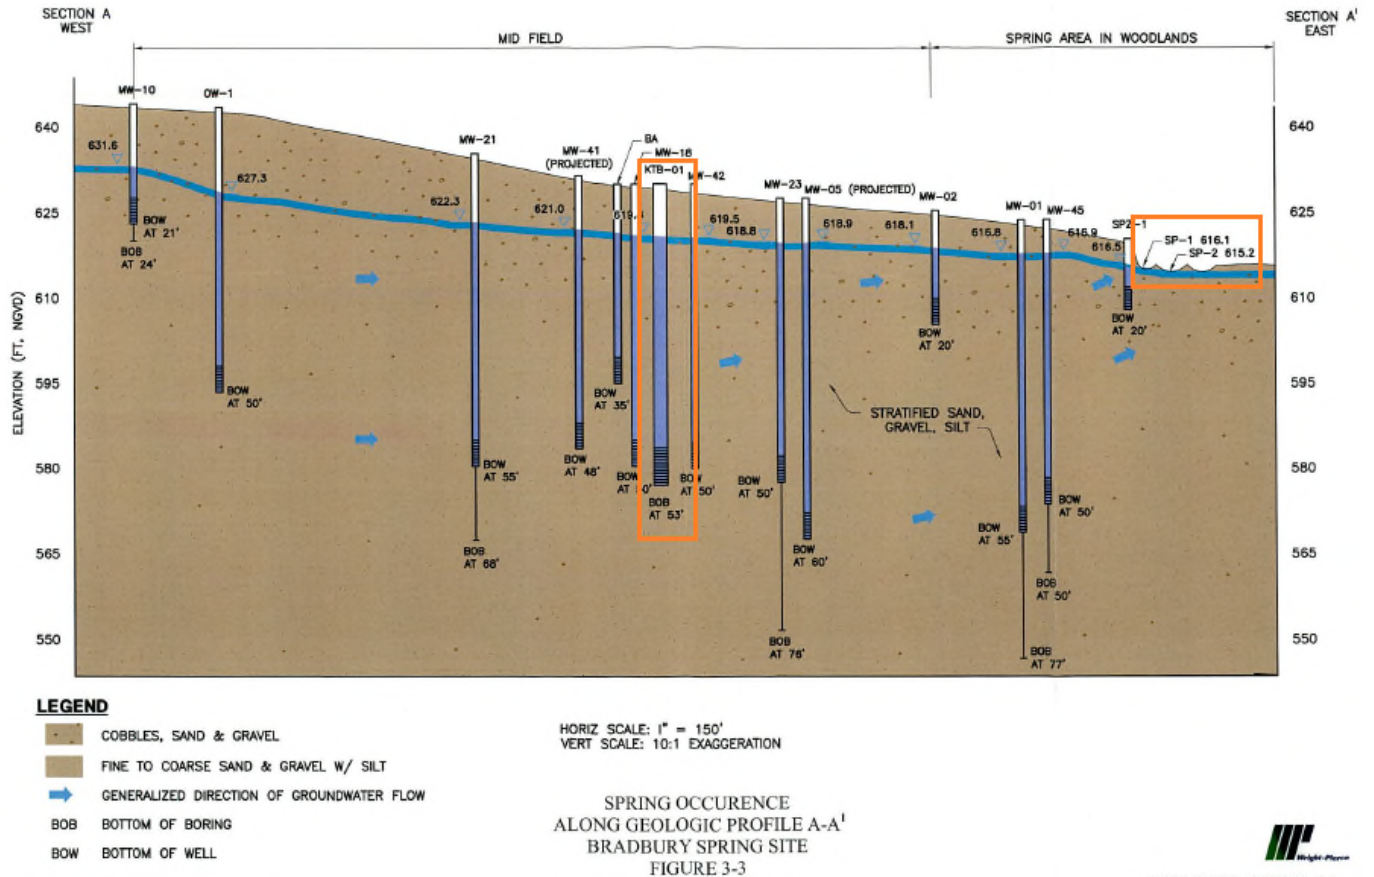 SECTION A
WEST
SECTION A'
EAST
MID FIELD
SPRING AREA IN WOODLANDS
MW-10
OW-1
MW-21
MW-41
(PROJECTED)
BA
MW-18
KTB-01
MW-42
MW-23
MW-05 (PROJECTED)
MW-02
MW-01
MW-45
SP-1 616.1
SP-2 615.2
640
625
610
595
580
565
550
640
625
610
595
580
565
550
ELEVATION (FT, NGVD)
631.6
627.3
622.3
621.0
619.5
618.8
618.9
618.1
616.8
616.9
616.5
BOW
AT 21'
BOB
AT 24'
BOW
AT 50'
BOW
AT 55'
BOB
AT 68'
BOW
AT 48'
BOW
AT 35'
BOW
BOB
AT 53'
BOW
AT 50'
BOW
AT 50'
BOB
AT 76'
BOW
AT 60'
BOW
AT 20'
BOW
AT 55'
BOB
AT 77'
BOW
AT 50'
BOB
AT 50'
BOW
AT 20'
STRATIFIED SAND,
GRAVEL, SILT
LEGEND
COBBLES, SAND & GRAVEL
FINE TO COARSE SAND & GRAVEL W/ SILT
GENERALIZED DIRECTION OF GROUNDWATER FLOW
BOB BOTTOM OF BORING
BOW BOTTOM OF WELL
HORIZ SCALE: 1" = 150'
VERT SCALE: 10:1 EXAGGERATION
SPRING OCCURENCE
ALONG GEOLOGIC PROFILE A-A'
BRADBURY SPRING SITE
FIGURE 3-3
Wright-Pierce